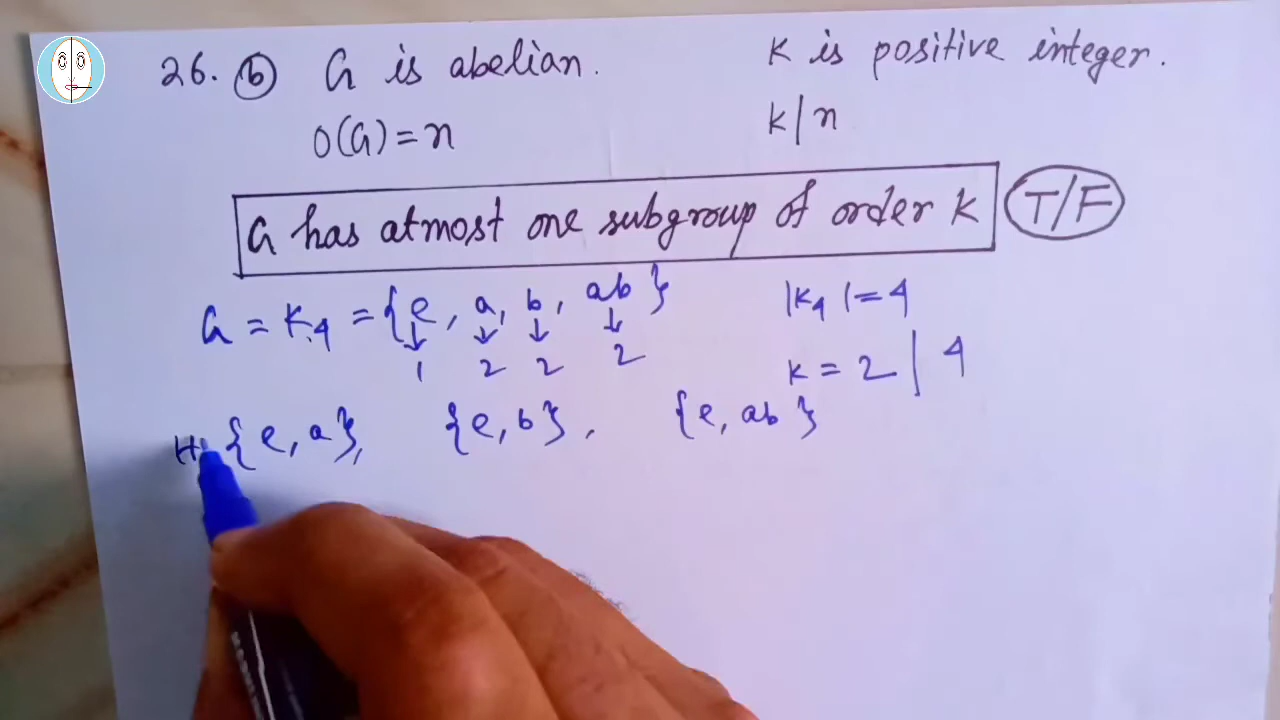 26. (b) G is abelian. K is positive integer.
O(G) = n K | n
G has atmost one subgroup of order K (T/F)
G = K4 = {e, a, b, ab} |K4| = 4
↓ ↓ ↓ ↓
1 2 2 2 K = 2 | 4
H {e, a}, {e, b}, {e, ab}